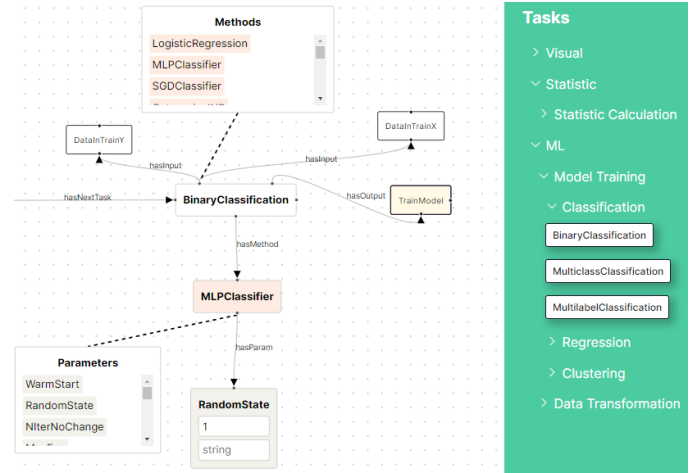 Methods
LogisticRegression
MLPClassifier
SGDClassifier
DataInTrainY
DataInTrainX
hasInput
hasInput
hasNextTask
BinaryClassification
hasOutput
TrainModel
hasMethod
MLPClassifier
hasParam
Parameters
WarmStart
RandomState
NIterNoChange
RandomState
1
string
Tasks
Visual
Statistic
Statistic Calculation
ML
Model Training
Classification
BinaryClassification
MulticlassClassification
MultilabelClassification
Regression
Clustering
Data Transformation